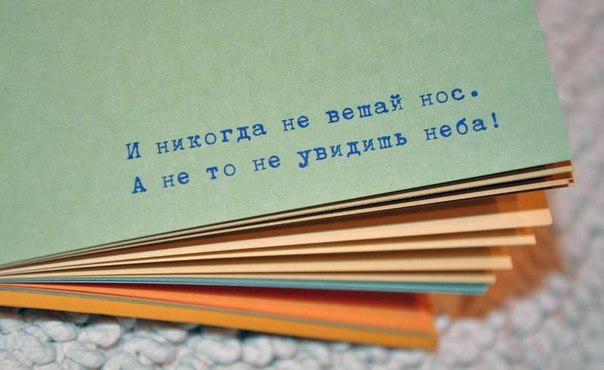 И никогда не вешай нос.
А не то не увидишь неба!